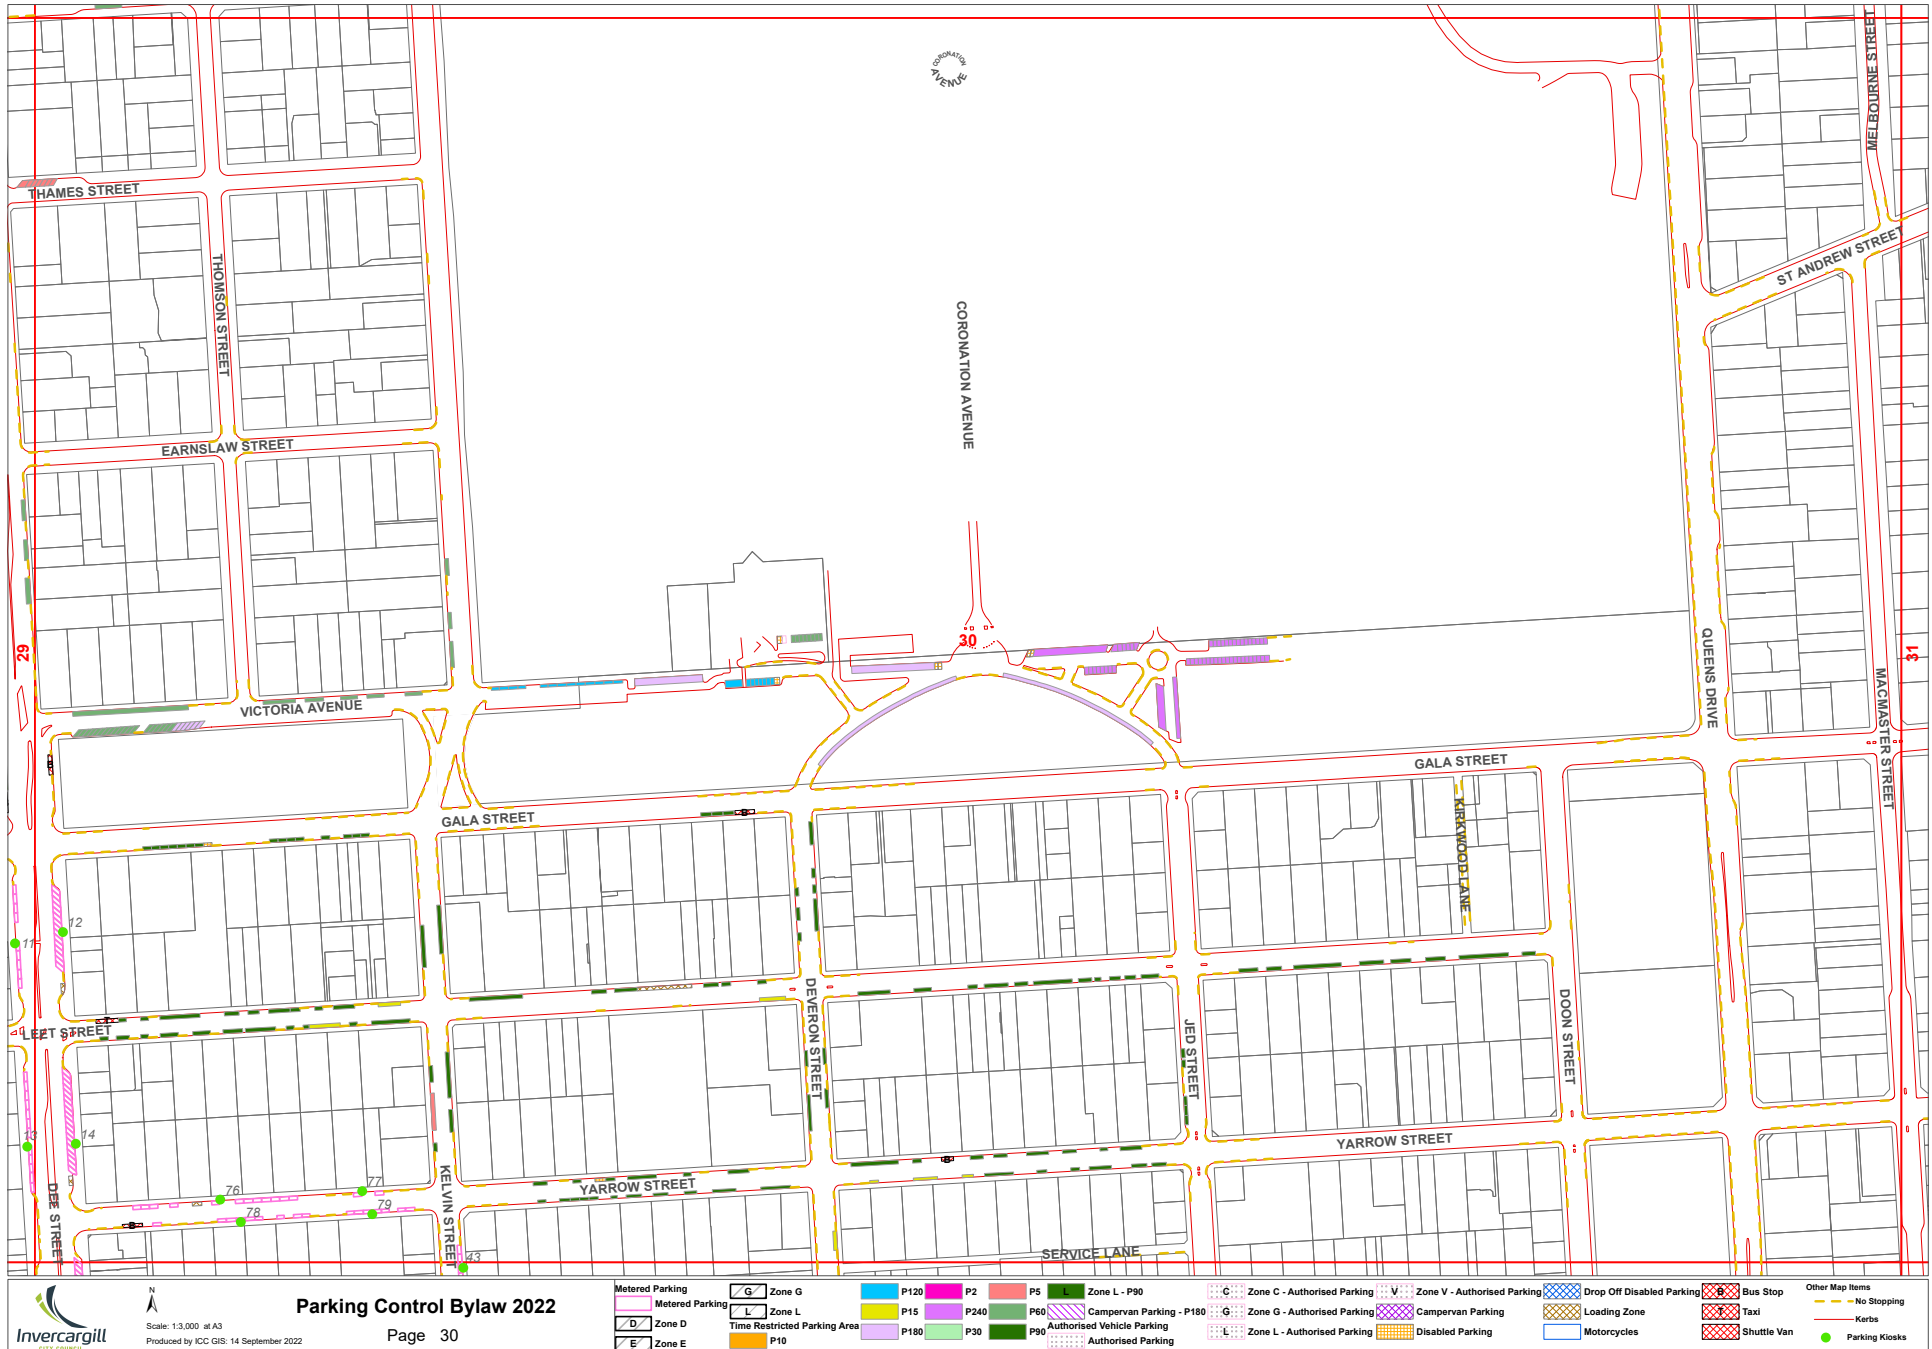 CORONATION
AVENUE
MELBOURNE STREET
THAMES STREET
THOMSON STREET
ST ANDREW STREET
CORONATION AVENUE
EARNSLAW STREET
29
30
31
QUEENS DRIVE
MACMASTER STREET
VICTORIA AVENUE
B
GALA STREET
GALA STREET
B
KIRKWOOD LANE
12
11
DEVERON STREET
DOON STREET
JED STREET
T
LEET STREET
13
14
YARROW STREET
B
KELVIN STREET
YARROW STREET
DEE STREET
76
77
78
79
B
43
SERVICE LANE
Invercargill
CITY COUNCIL
N
Scale: 1:3,000 at A3
Produced by ICC GIS: 14 September 2022
Parking Control Bylaw 2022
Page 30
Metered Parking
Metered Parking
D Zone D
E Zone E
G Zone G
L Zone L
Time Restricted Parking Area
P10
P120
P15
P180
P2
P240
P30
P5
P60
P90
L Zone L - P90
Campervan Parking - P180
Authorised Vehicle Parking
Authorised Parking
C Zone C - Authorised Parking
G Zone G - Authorised Parking
L Zone L - Authorised Parking
V Zone V - Authorised Parking
Campervan Parking
Disabled Parking
Drop Off Disabled Parking
Loading Zone
Motorcycles
B Bus Stop
T Taxi
Shuttle Van
Other Map Items
No Stopping
Kerbs
Parking Kiosks